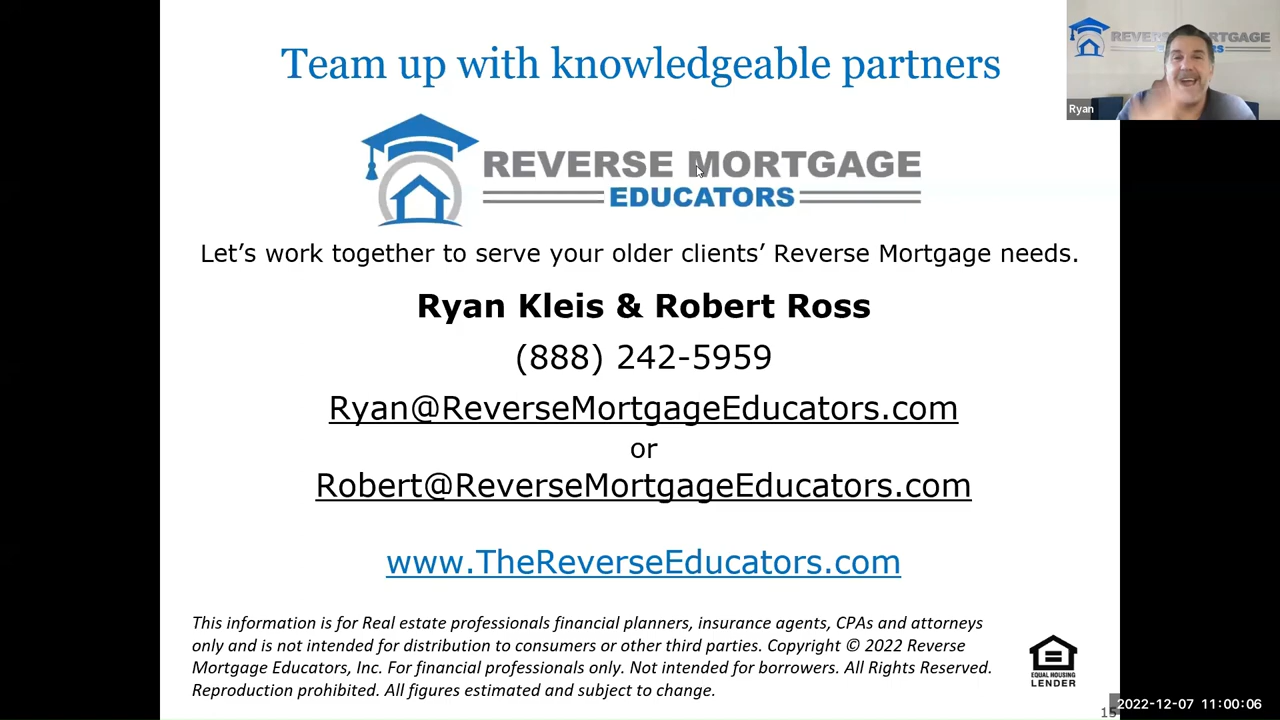 Team up with knowledgeable partners
REVERSE MORTGAGE
EDUCATORS
Let’s work together to serve your older clients’ Reverse Mortgage needs.
Ryan Kleis & Robert Ross
(888) 242-5959
Ryan@ReverseMortgageEducators.com
or
Robert@ReverseMortgageEducators.com
www.TheReverseEducators.com
This information is for Real estate professionals financial planners, insurance agents, CPAs and attorneys
only and is not intended for distribution to consumers or other third parties. Copyright © 2022 Reverse
Mortgage Educators, Inc. For financial professionals only. Not intended for borrowers. All Rights Reserved.
Reproduction prohibited. All figures estimated and subject to change.
EQUAL HOUSING
LENDER
15
2022-12-07 11:00:06
REVERSE MORTGAGE
Ryan